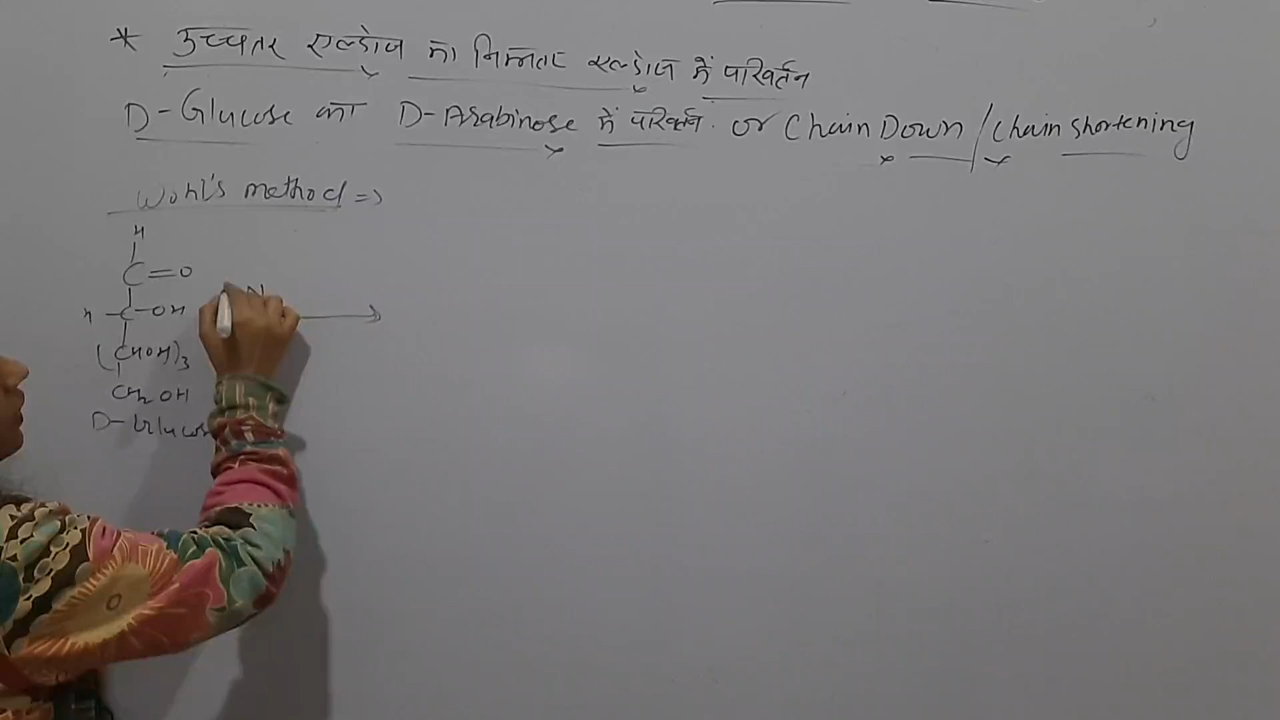 * उच्चतर एल्डोज का निम्नतर एल्डोज में परिवर्तन
D-Glucose का D-Arabinose में परिवर्तन. or Chain Down/Chain shortening
Wohl's method =>
H
C=O
H-C-OH
(CHOH)3
CH2OH
D-Glucos